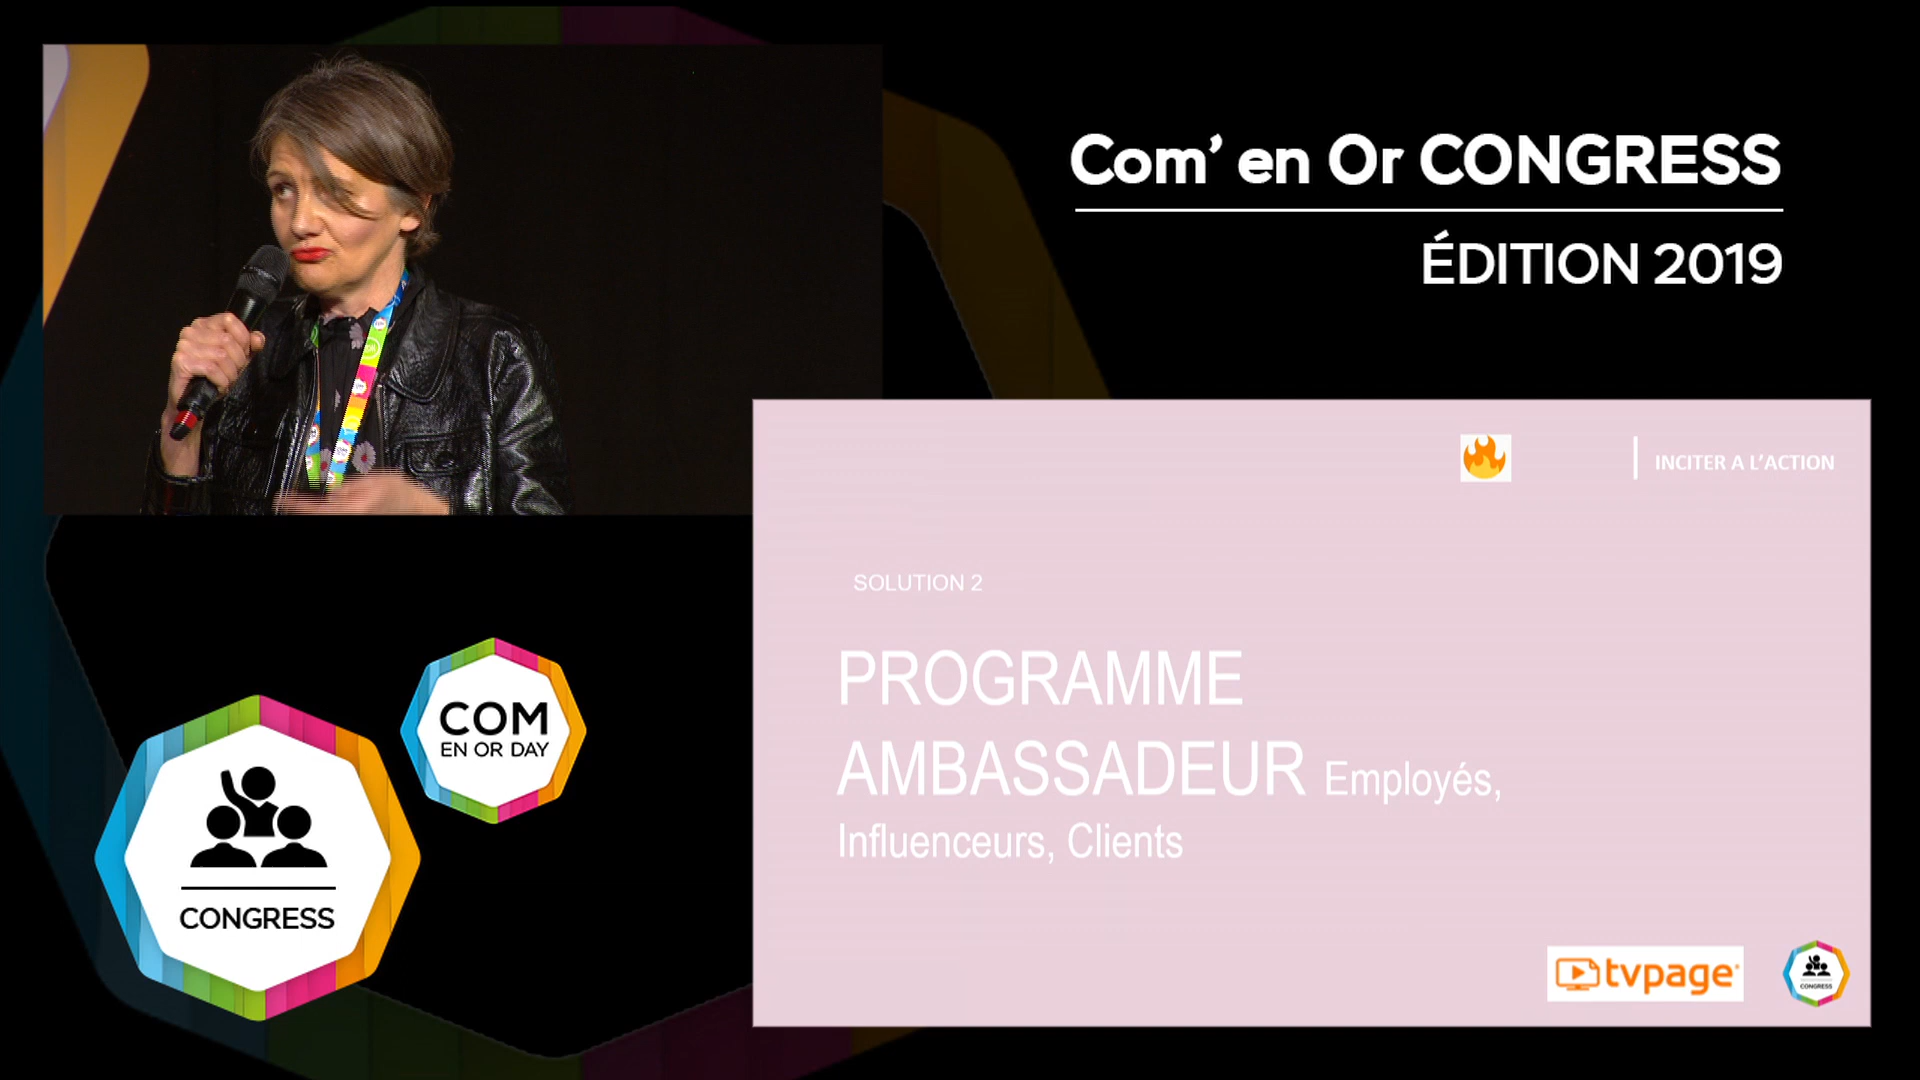 Com’ en Or CONGRESS
ÉDITION 2019
INCITER A L’ACTION
SOLUTION 2
PROGRAMME
AMBASSADEUR Employés,
Influenceurs, Clients
COM
EN OR DAY
CONGRESS
tvpage
CONGRESS